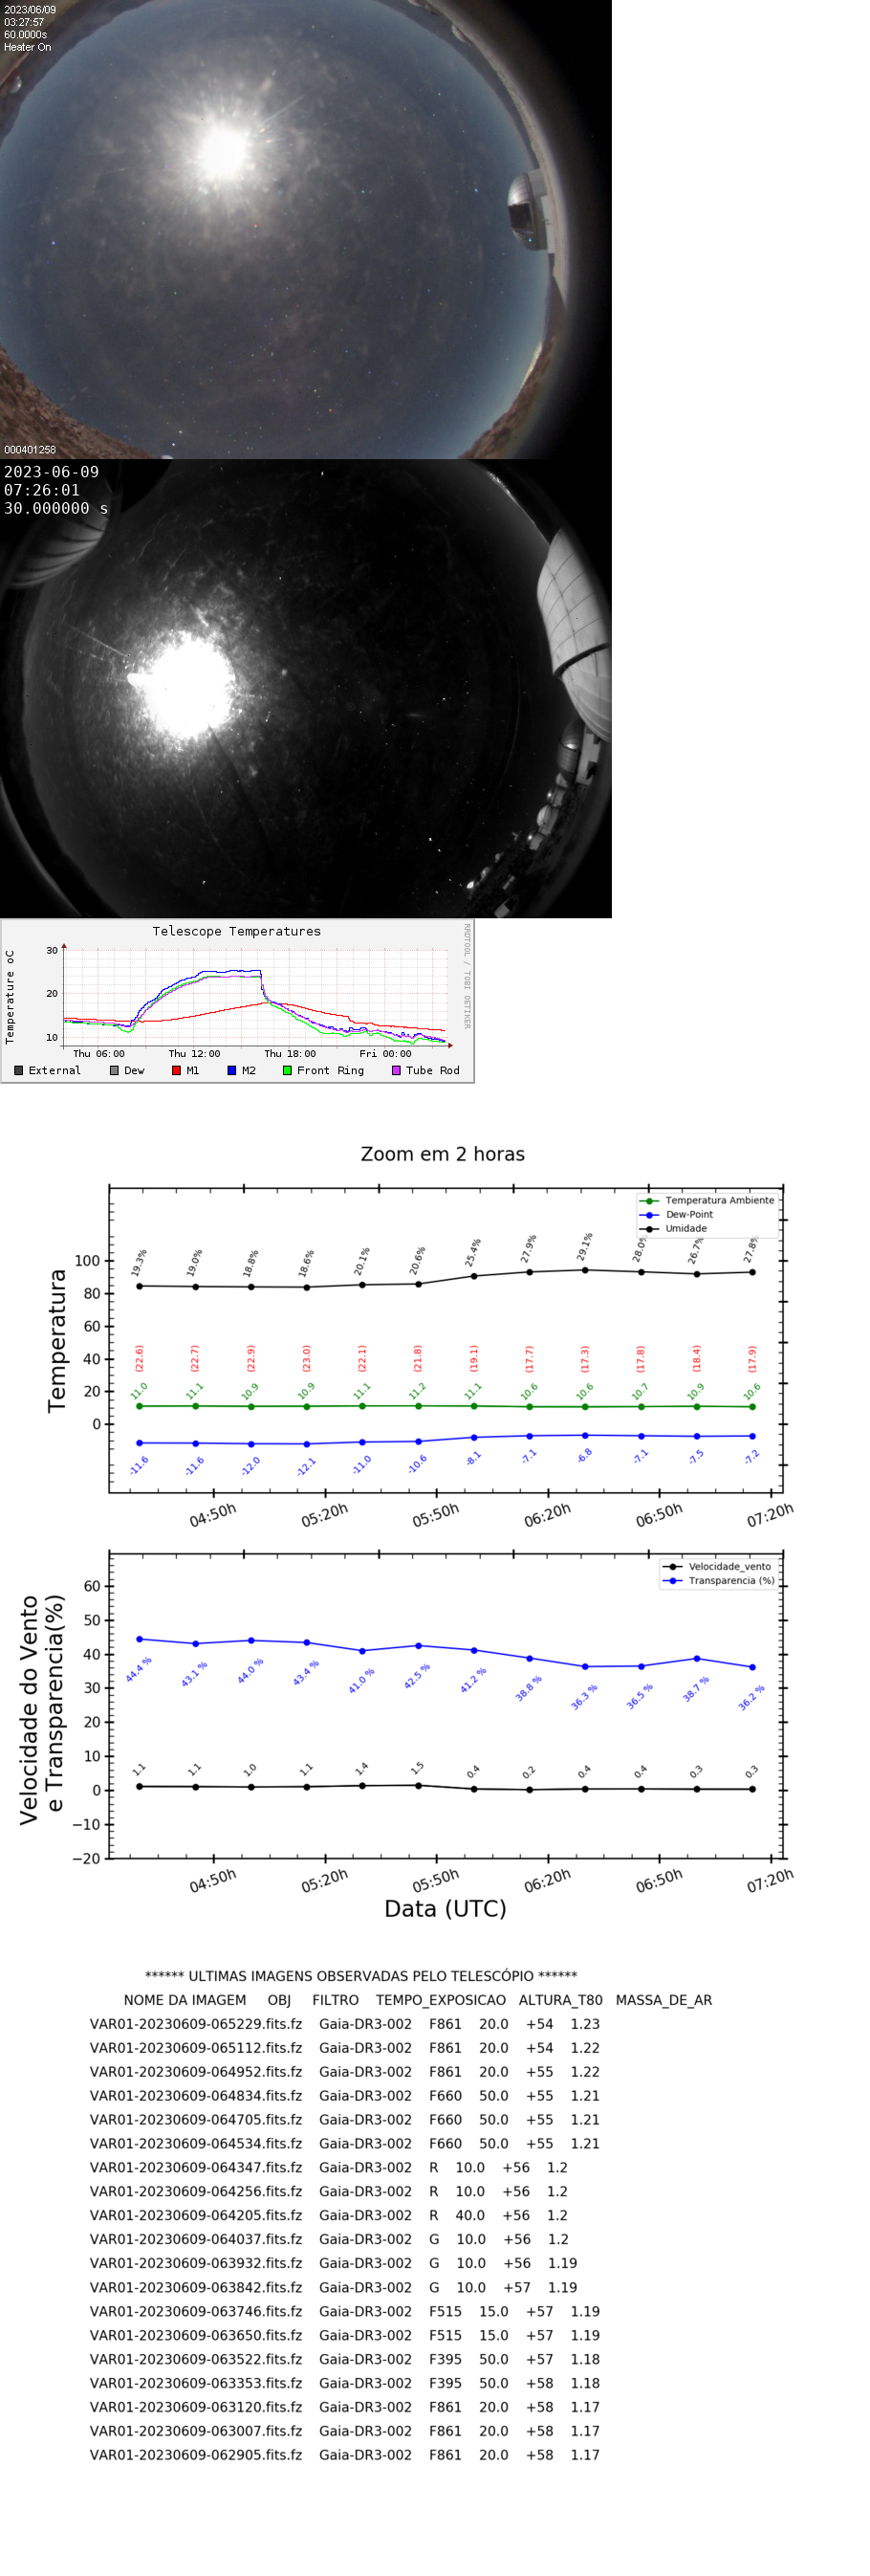 2023/06/09
03:27:57
60.0000s
Heater On
000401258
2023-06-09
07:26:01
30.000000 s
Telescope Temperatures
RRDTOOL / TOBI OETIKER
Temperature oC
30
20
10
Thu 06:00 Thu 12:00 Thu 18:00 Fri 00:00
External Dew M1 M2 Front Ring Tube Rod
Zoom em 2 horas
Temperatura Ambiente
Dew-Point
Umidade
Temperatura
100
80
60
40
20
0
19.3% 19.0% 18.8% 18.6% 20.1% 20.6% 25.4% 27.9% 29.1% 28.0% 26.7% 27.8%
(22.6) (22.7) (22.9) (23.0) (22.1) (21.8) (19.1) (17.7) (17.3) (17.8) (18.4) (17.9)
11.0 11.1 10.9 10.9 11.1 11.2 11.1 10.6 10.6 10.7 10.9 10.6
-11.6 -11.6 -12.0 -12.1 -11.0 -10.6 -8.1 -7.1 -6.8 -7.1 -7.5 -7.2
04:50h 05:20h 05:50h 06:20h 06:50h 07:20h
Velocidade_vento
Transparencia (%)
Velocidade do Vento
e Transparencia(%)
60
50
40
30
20
10
0
−10
−20
44.4 % 43.1 % 44.0 % 43.4 % 41.0 % 42.5 % 41.2 % 38.8 % 36.3 % 36.5 % 38.7 % 36.2 %
1.1 1.1 1.0 1.1 1.4 1.5 0.4 0.2 0.4 0.4 0.3 0.3
04:50h 05:20h 05:50h 06:20h 06:50h 07:20h
Data (UTC)
****** ULTIMAS IMAGENS OBSERVADAS PELO TELESCÓPIO ******
NOME DA IMAGEM OBJ FILTRO TEMPO_EXPOSICAO ALTURA_T80 MASSA_DE_AR
VAR01-20230609-065229.fits.fz Gaia-DR3-002 F861 20.0 +54 1.23
VAR01-20230609-065112.fits.fz Gaia-DR3-002 F861 20.0 +54 1.22
VAR01-20230609-064952.fits.fz Gaia-DR3-002 F861 20.0 +55 1.22
VAR01-20230609-064834.fits.fz Gaia-DR3-002 F660 50.0 +55 1.21
VAR01-20230609-064705.fits.fz Gaia-DR3-002 F660 50.0 +55 1.21
VAR01-20230609-064534.fits.fz Gaia-DR3-002 F660 50.0 +55 1.21
VAR01-20230609-064347.fits.fz Gaia-DR3-002 R 10.0 +56 1.2
VAR01-20230609-064256.fits.fz Gaia-DR3-002 R 10.0 +56 1.2
VAR01-20230609-064205.fits.fz Gaia-DR3-002 R 40.0 +56 1.2
VAR01-20230609-064037.fits.fz Gaia-DR3-002 G 10.0 +56 1.2
VAR01-20230609-063932.fits.fz Gaia-DR3-002 G 10.0 +56 1.19
VAR01-20230609-063842.fits.fz Gaia-DR3-002 G 10.0 +57 1.19
VAR01-20230609-063746.fits.fz Gaia-DR3-002 F515 15.0 +57 1.19
VAR01-20230609-063650.fits.fz Gaia-DR3-002 F515 15.0 +57 1.19
VAR01-20230609-063522.fits.fz Gaia-DR3-002 F395 50.0 +57 1.18
VAR01-20230609-063353.fits.fz Gaia-DR3-002 F395 50.0 +58 1.18
VAR01-20230609-063120.fits.fz Gaia-DR3-002 F861 20.0 +58 1.17
VAR01-20230609-063007.fits.fz Gaia-DR3-002 F861 20.0 +58 1.17
VAR01-20230609-062905.fits.fz Gaia-DR3-002 F861 20.0 +58 1.17